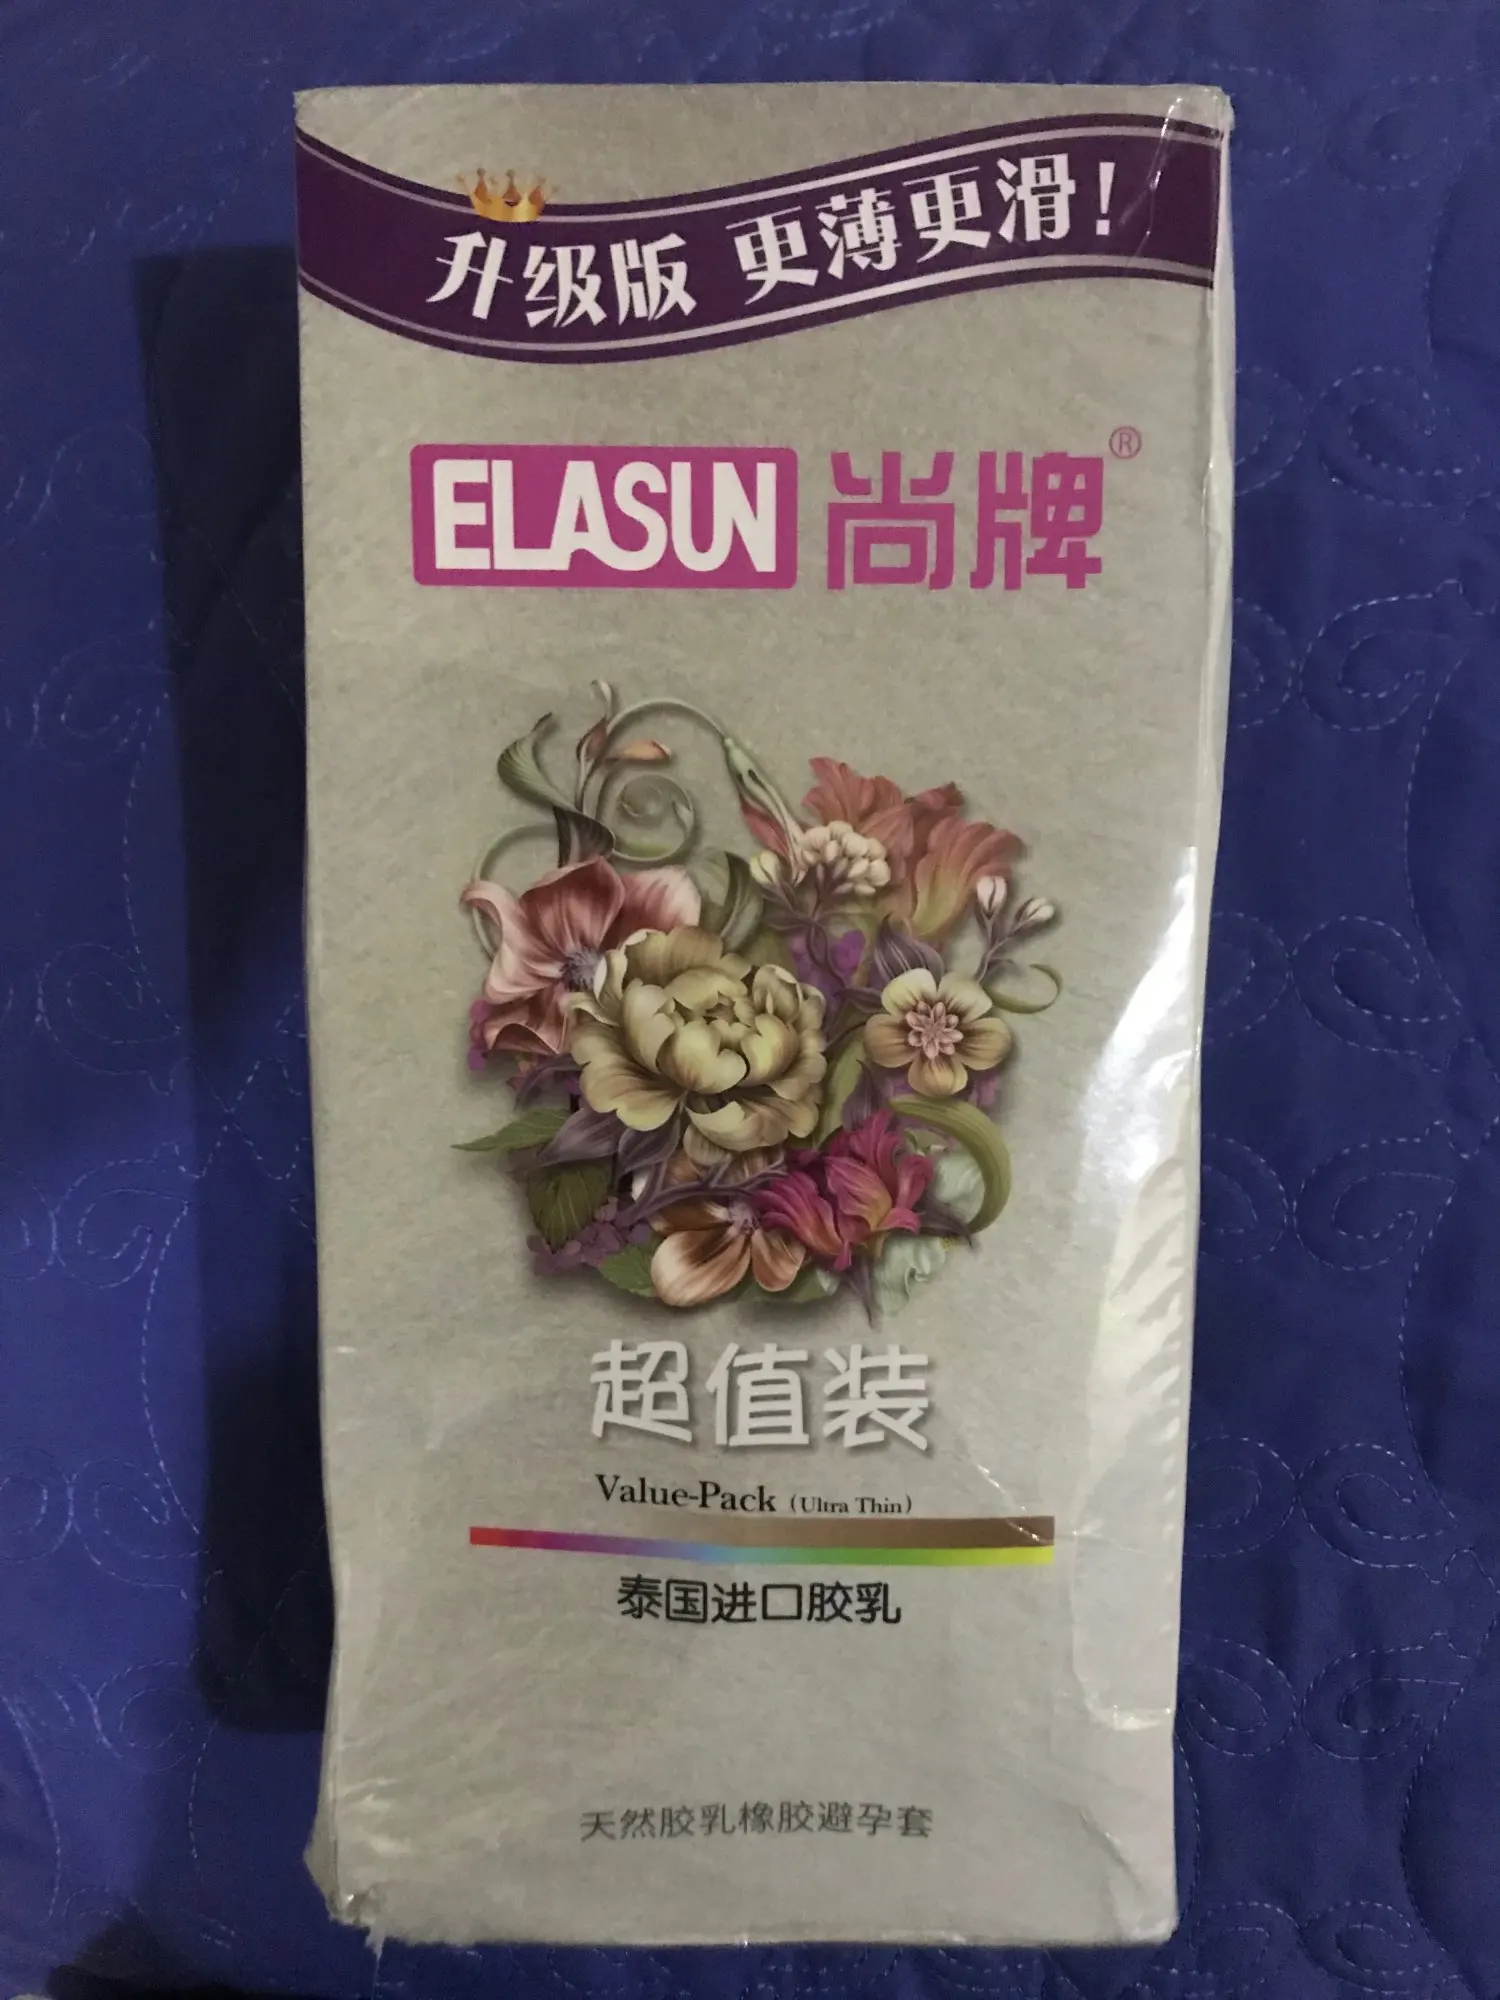 升级版 更薄更滑！
ELASUN 尚牌®
超值装
Value-Pack (Ultra Thin)
泰国进口胶乳
天然胶乳橡胶避孕套